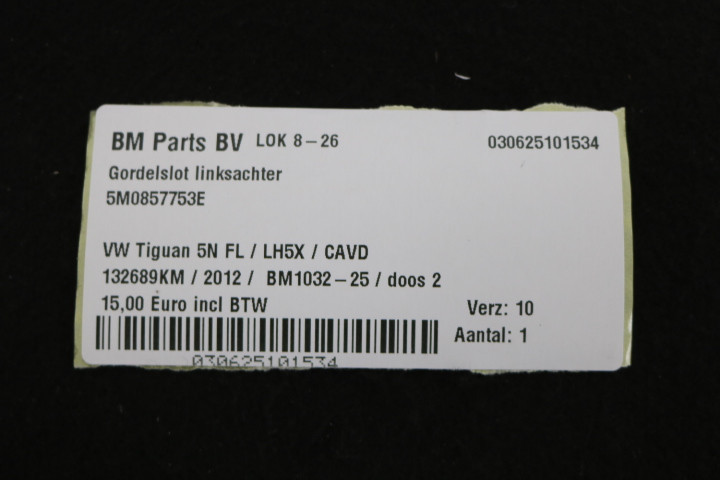 BM Parts BV LOK 8-26 030625101534
Gordelslot linksachter
5M0857753E
VW Tiguan 5N FL / LH5X / CAVD
132689KM / 2012 / BM1032-25 / doos 2
15,00 Euro incl BTW Verz: 10
Aantal: 1
030625101534